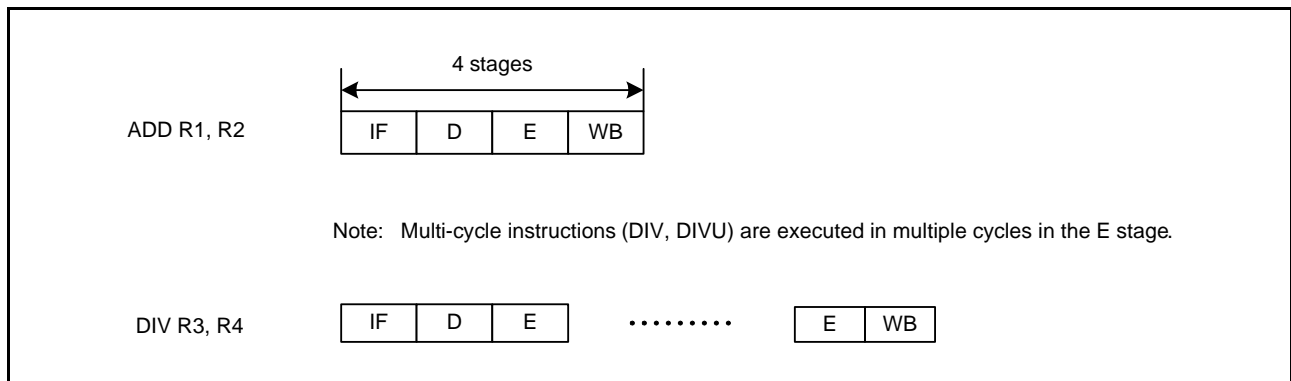 4 stages
ADD R1, R2 IF D E WB
Note: Multi-cycle instructions (DIV, DIVU) are executed in multiple cycles in the E stage.
DIV R3, R4 IF D E ......... E WB